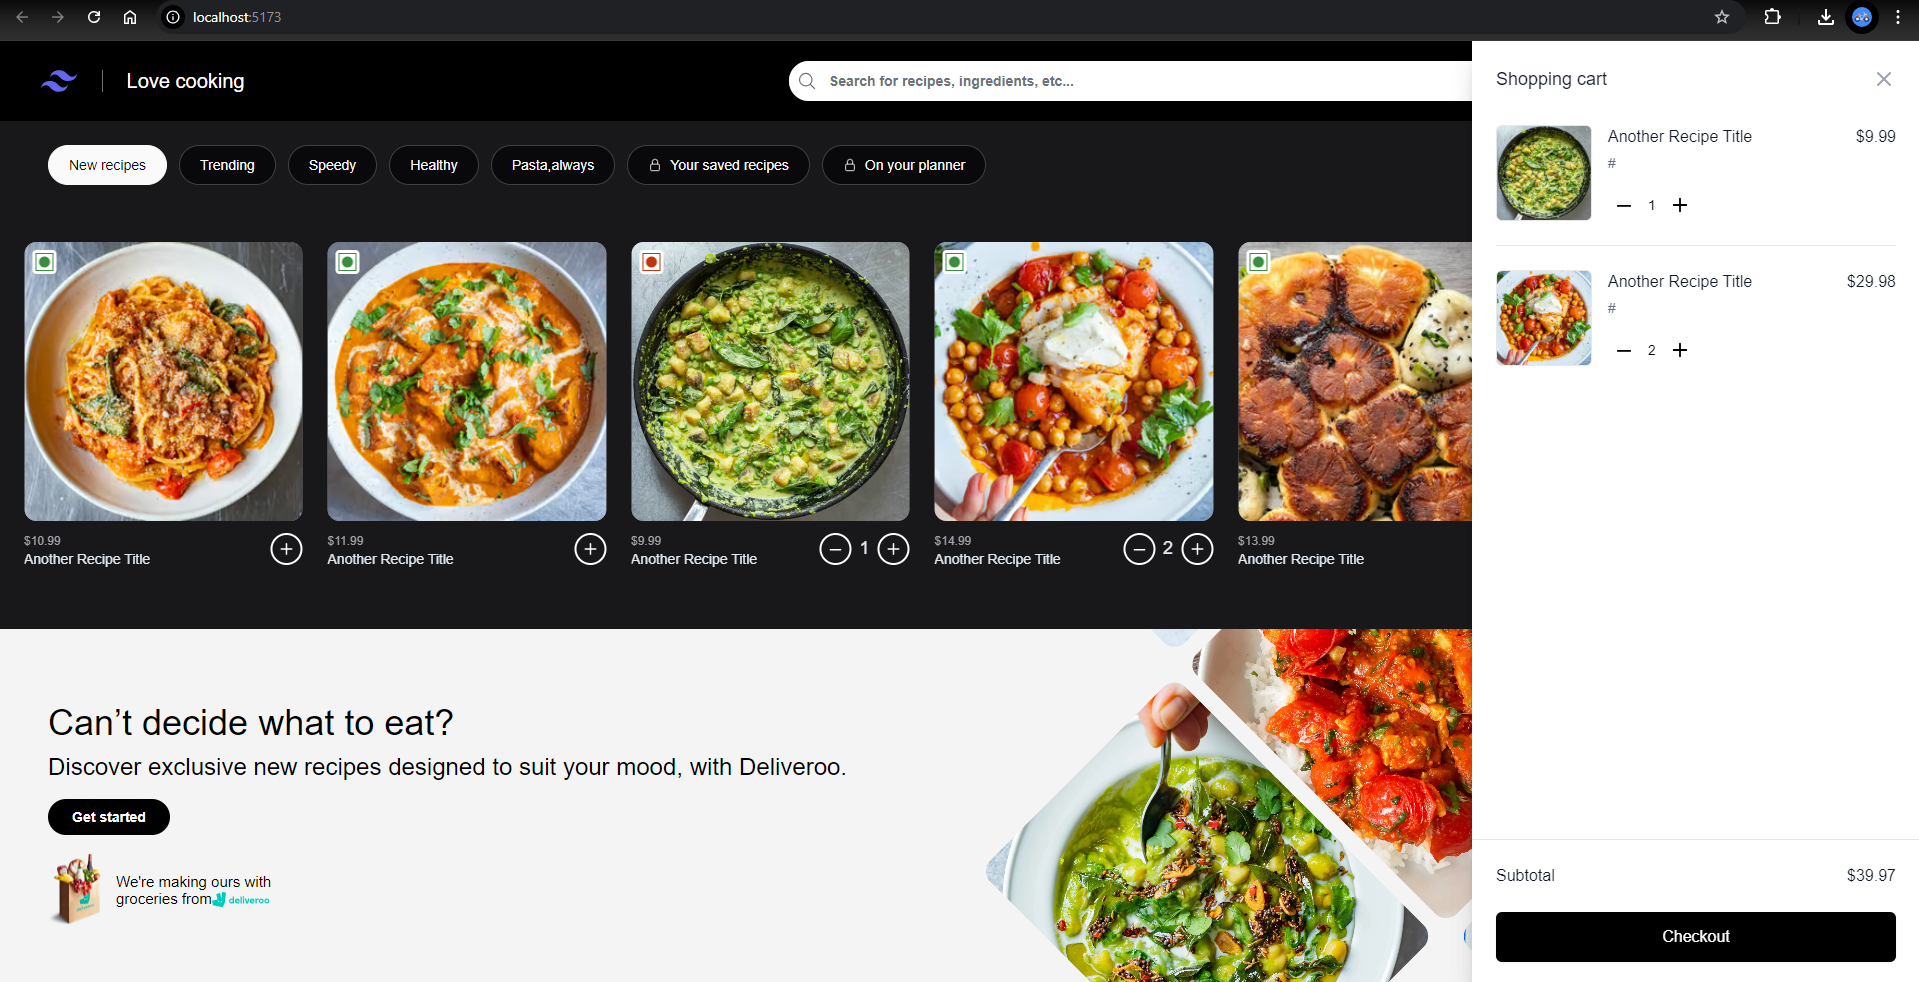 localhost:5173
Love cooking
Search for recipes, ingredients, etc...
New recipes
Trending
Speedy
Healthy
Pasta,always
Your saved recipes
On your planner
$10.99
Another Recipe Title
$11.99
Another Recipe Title
$9.99
Another Recipe Title
1
$14.99
Another Recipe Title
2
$13.99
Another Recipe Title
Can’t decide what to eat?
Discover exclusive new recipes designed to suit your mood, with Deliveroo.
Get started
We're making ours with
groceries from deliveroo
Shopping cart
Another Recipe Title $9.99
#
1
Another Recipe Title $29.98
#
2
Subtotal $39.97
Checkout